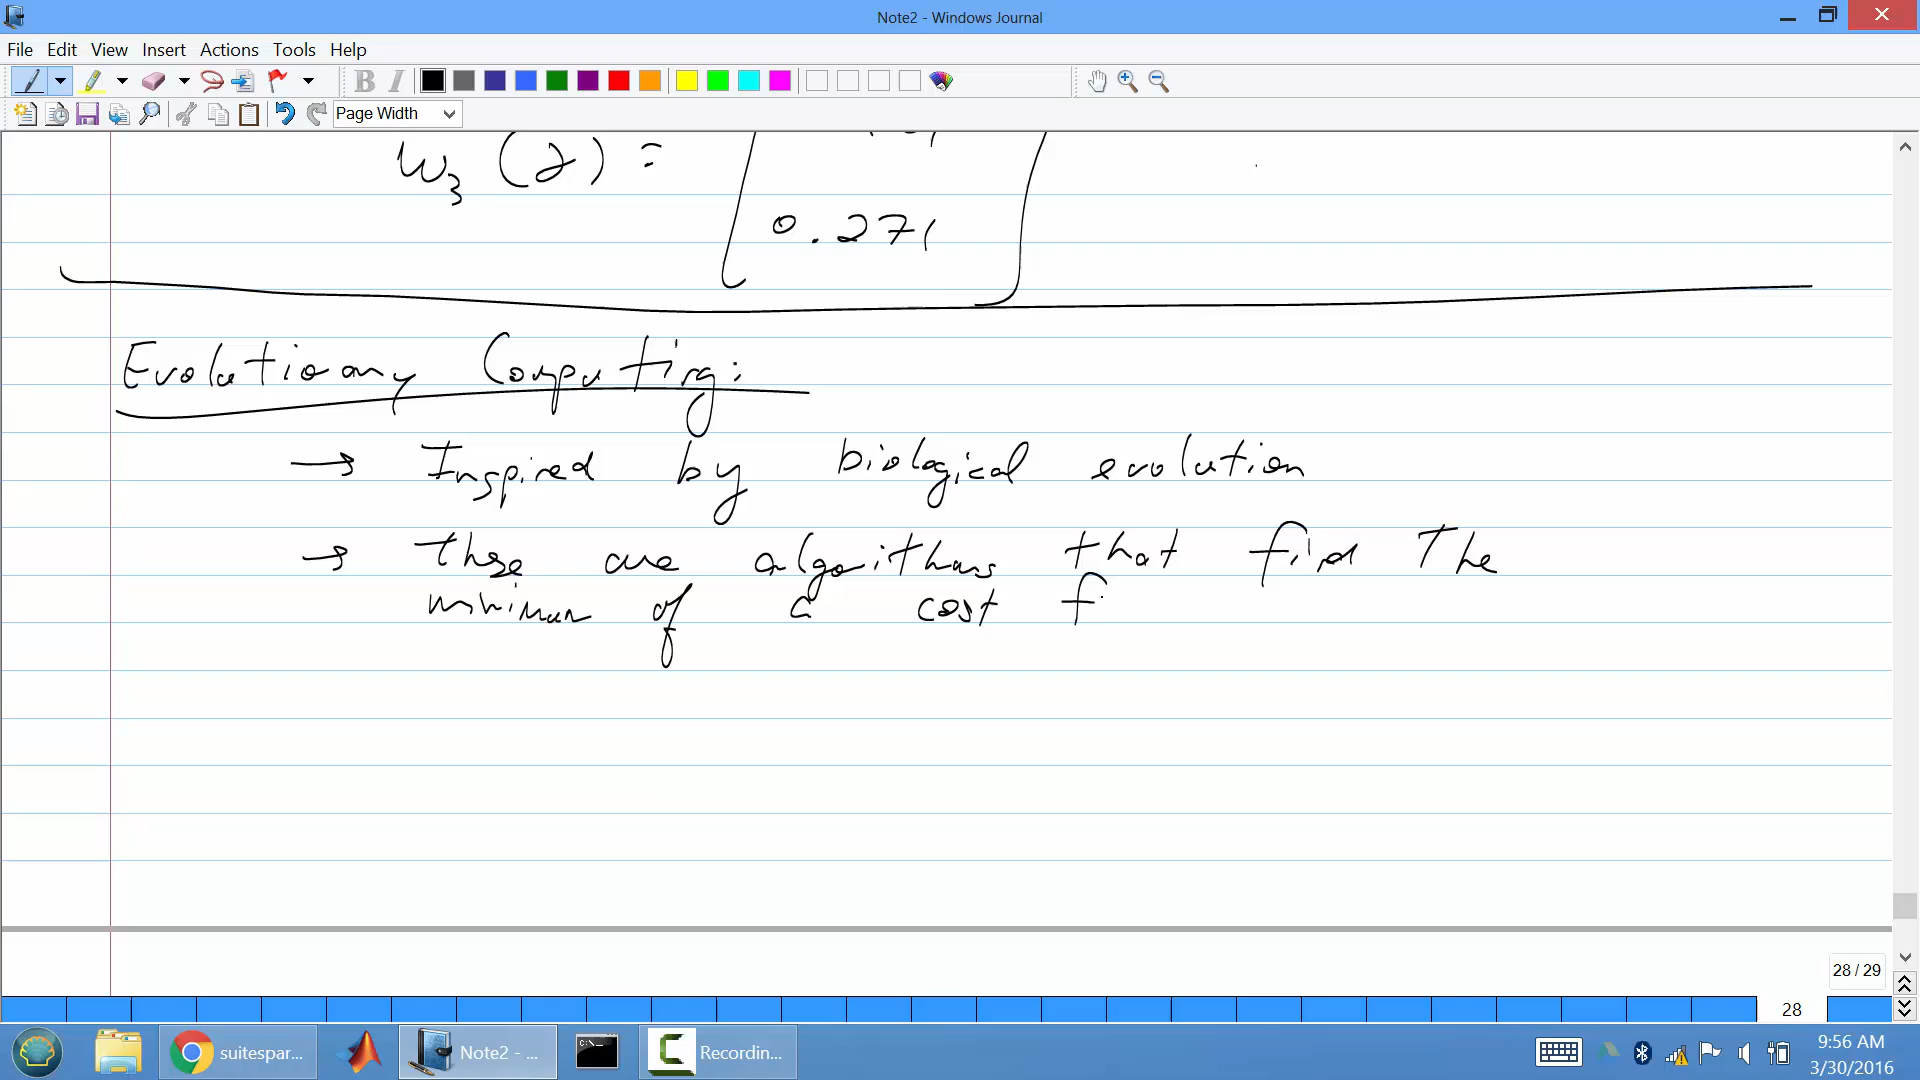 Note2 - Windows Journal
File Edit View Insert Actions Tools Help
B I
Page Width
w3 (2) =
0.271
Evolutionary Computing:
→ Inspired by biological evolution
→ these are algorithms that find the
minimum of a cost f
28 / 29
28
suitespar...
Note2 - ...
C:\_
C Recordin...
9:56 AM
3/30/2016